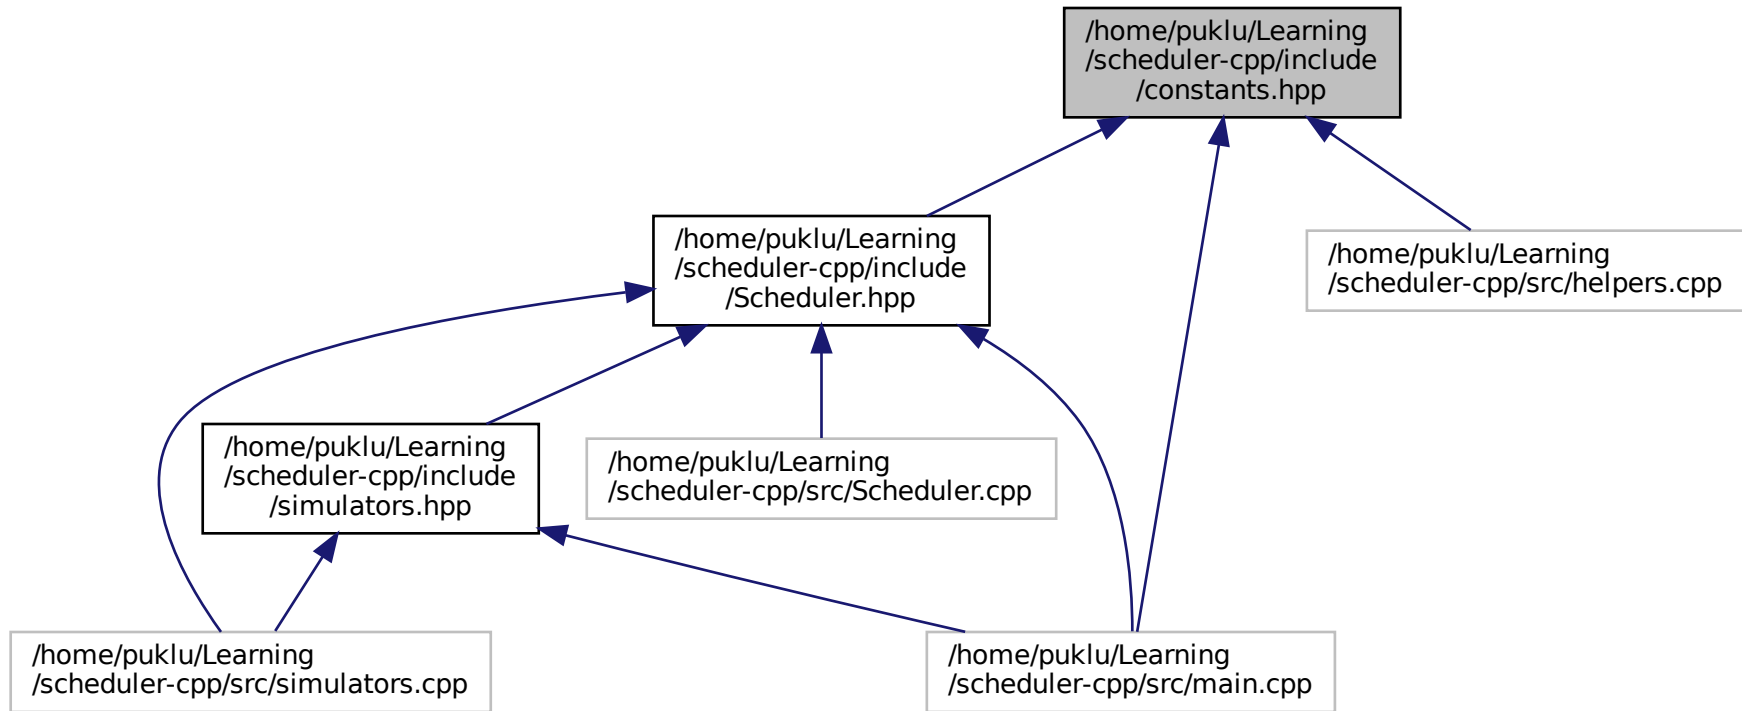 /home/puklu/Learning
/scheduler-cpp/include
/constants.hpp
/home/puklu/Learning
/scheduler-cpp/include
/Scheduler.hpp
/home/puklu/Learning
/scheduler-cpp/src/helpers.cpp
/home/puklu/Learning
/scheduler-cpp/include
/simulators.hpp
/home/puklu/Learning
/scheduler-cpp/src/Scheduler.cpp
/home/puklu/Learning
/scheduler-cpp/src/simulators.cpp
/home/puklu/Learning
/scheduler-cpp/src/main.cpp